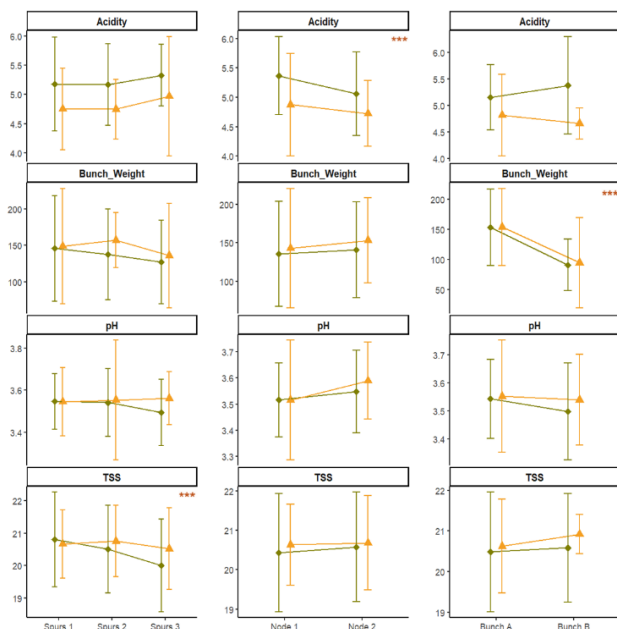 Acidity Acidity Acidity
***
6.0 6.0 6.0
5.5 5.5 5.5
5.0 5.0 5.0
4.5 4.5 4.5
4.0 4.0 4.0
Bunch_Weight Bunch_Weight Bunch_Weight
***
200 200 200
150 150 150
100 100 100
50
pH pH pH
3.8 3.7 3.7
3.6 3.6 3.6
3.5 3.5
3.4 3.4 3.4
3.3
TSS TSS TSS
***
22 22 22
21 21 21
20 20 20
19 19 19
Spurs 1 Spurs 2 Spurs 3 Node 1 Node 2 Bunch A Bunch B